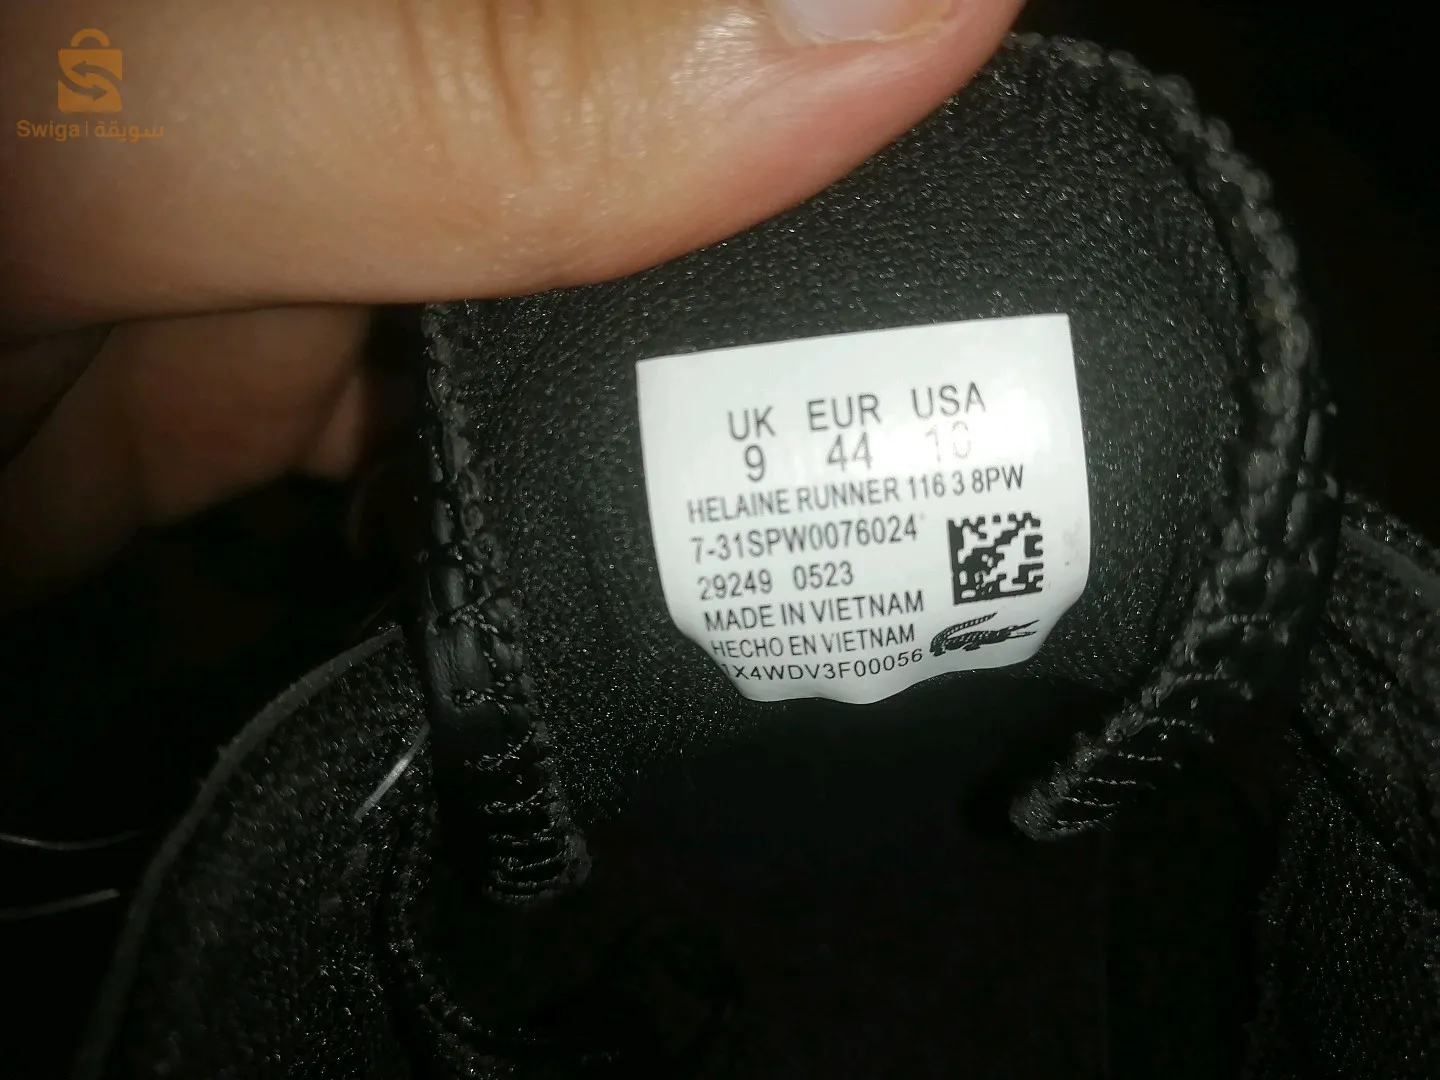 Swiga | سويقة
UK EUR USA
9 44 10
HELAINE RUNNER 116 3 8PW
7-31SPW0076024
29249 0523
MADE IN VIETNAM
HECHO EN VIETNAM
1X4WDV3F00056